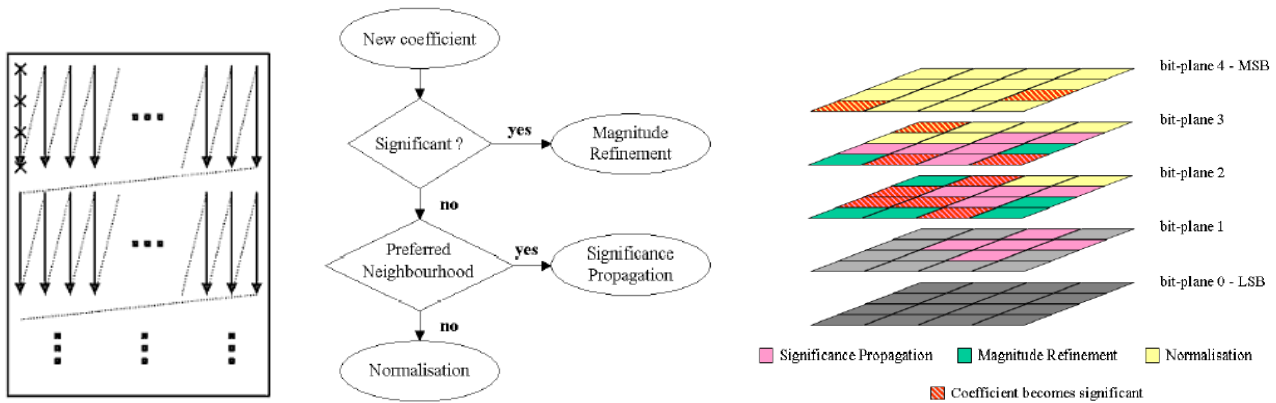 New coefficient
Significant ?
yes
Magnitude
Refinement
no
Preferred
Neighbourhood
yes
Significance
Propagation
no
Normalisation
bit-plane 4 - MSB
bit-plane 3
bit-plane 2
bit-plane 1
bit-plane 0 - LSB
Significance Propagation
Magnitude Refinement
Normalisation
Coefficient becomes significant